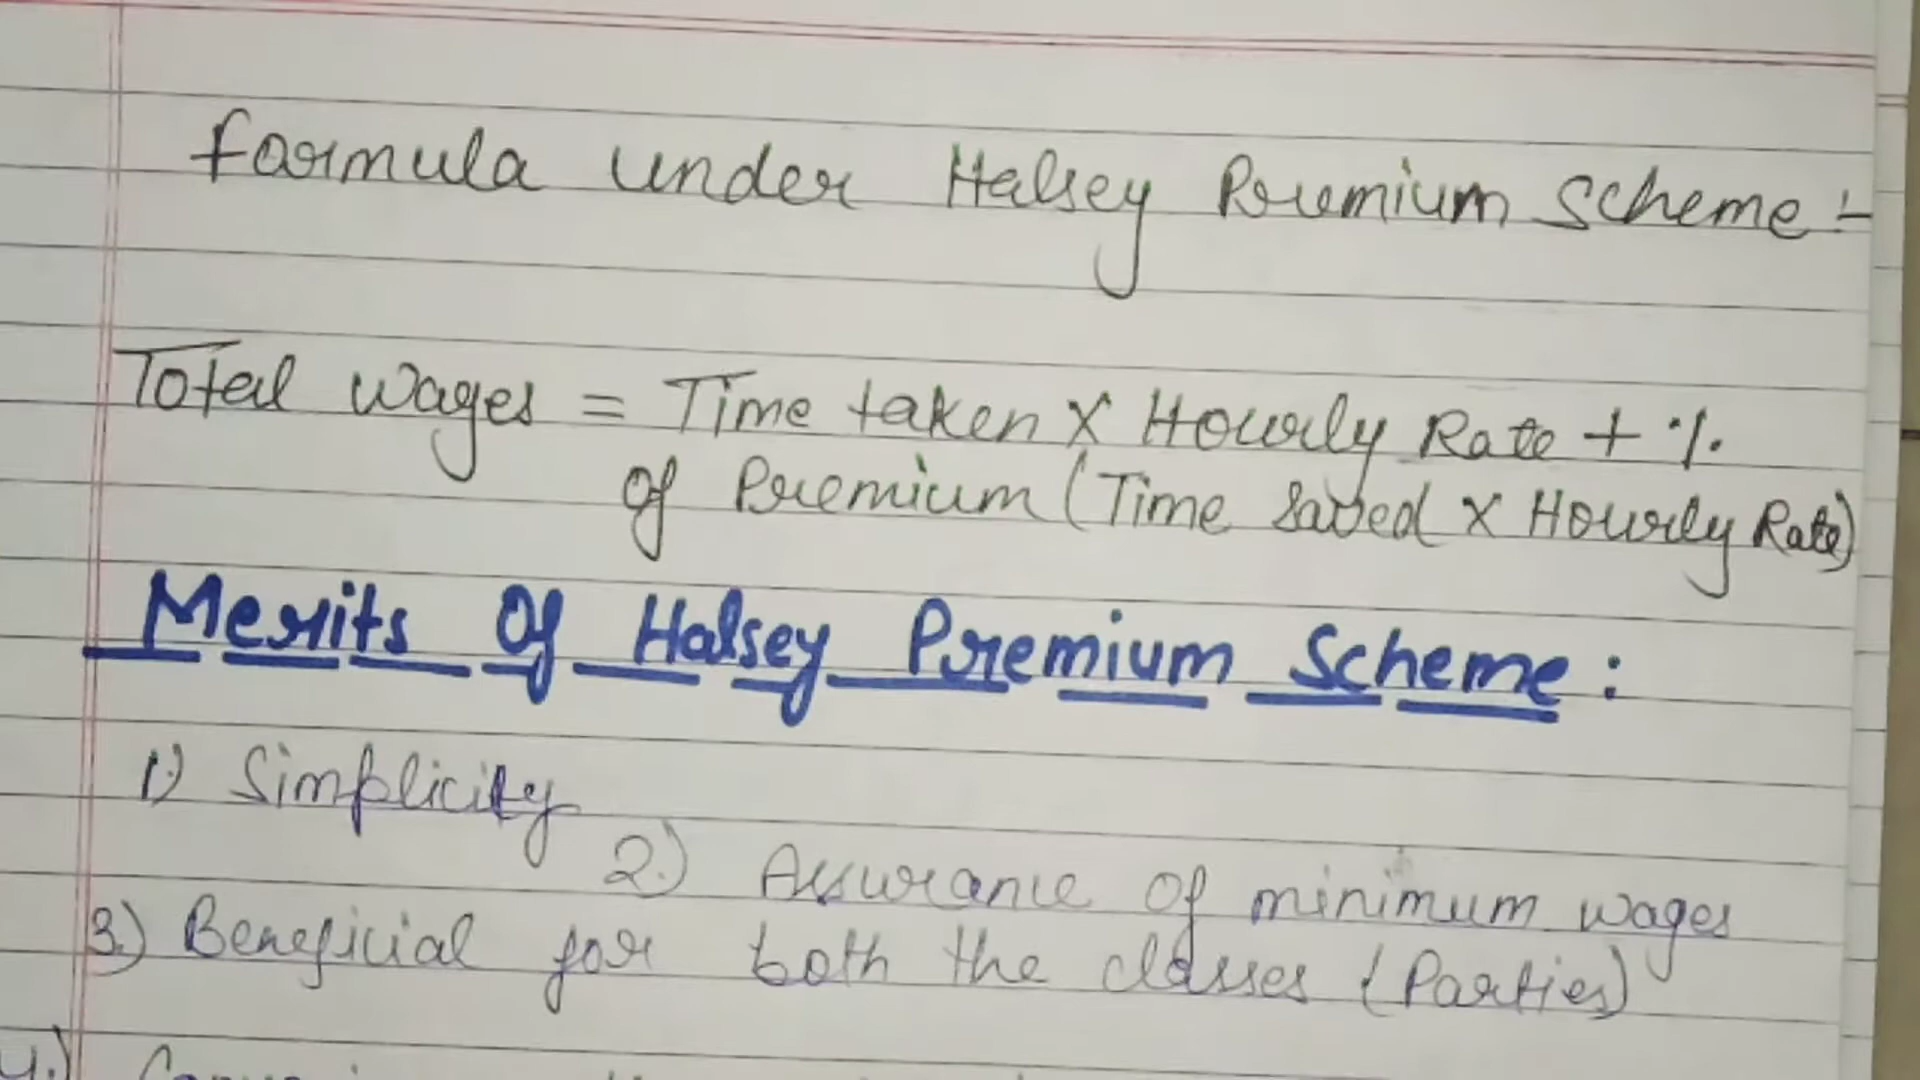 Formula under Halsey Premium Scheme :-
Total wages = Time taken X Hourly Rate + %
of Premium (Time saved X Hourly Rate)
Merits Of Halsey Premium Scheme :
1) Simplicity
2.) Assurance of minimum wages
3.) Beneficial for both the classes (Parties)
4.)